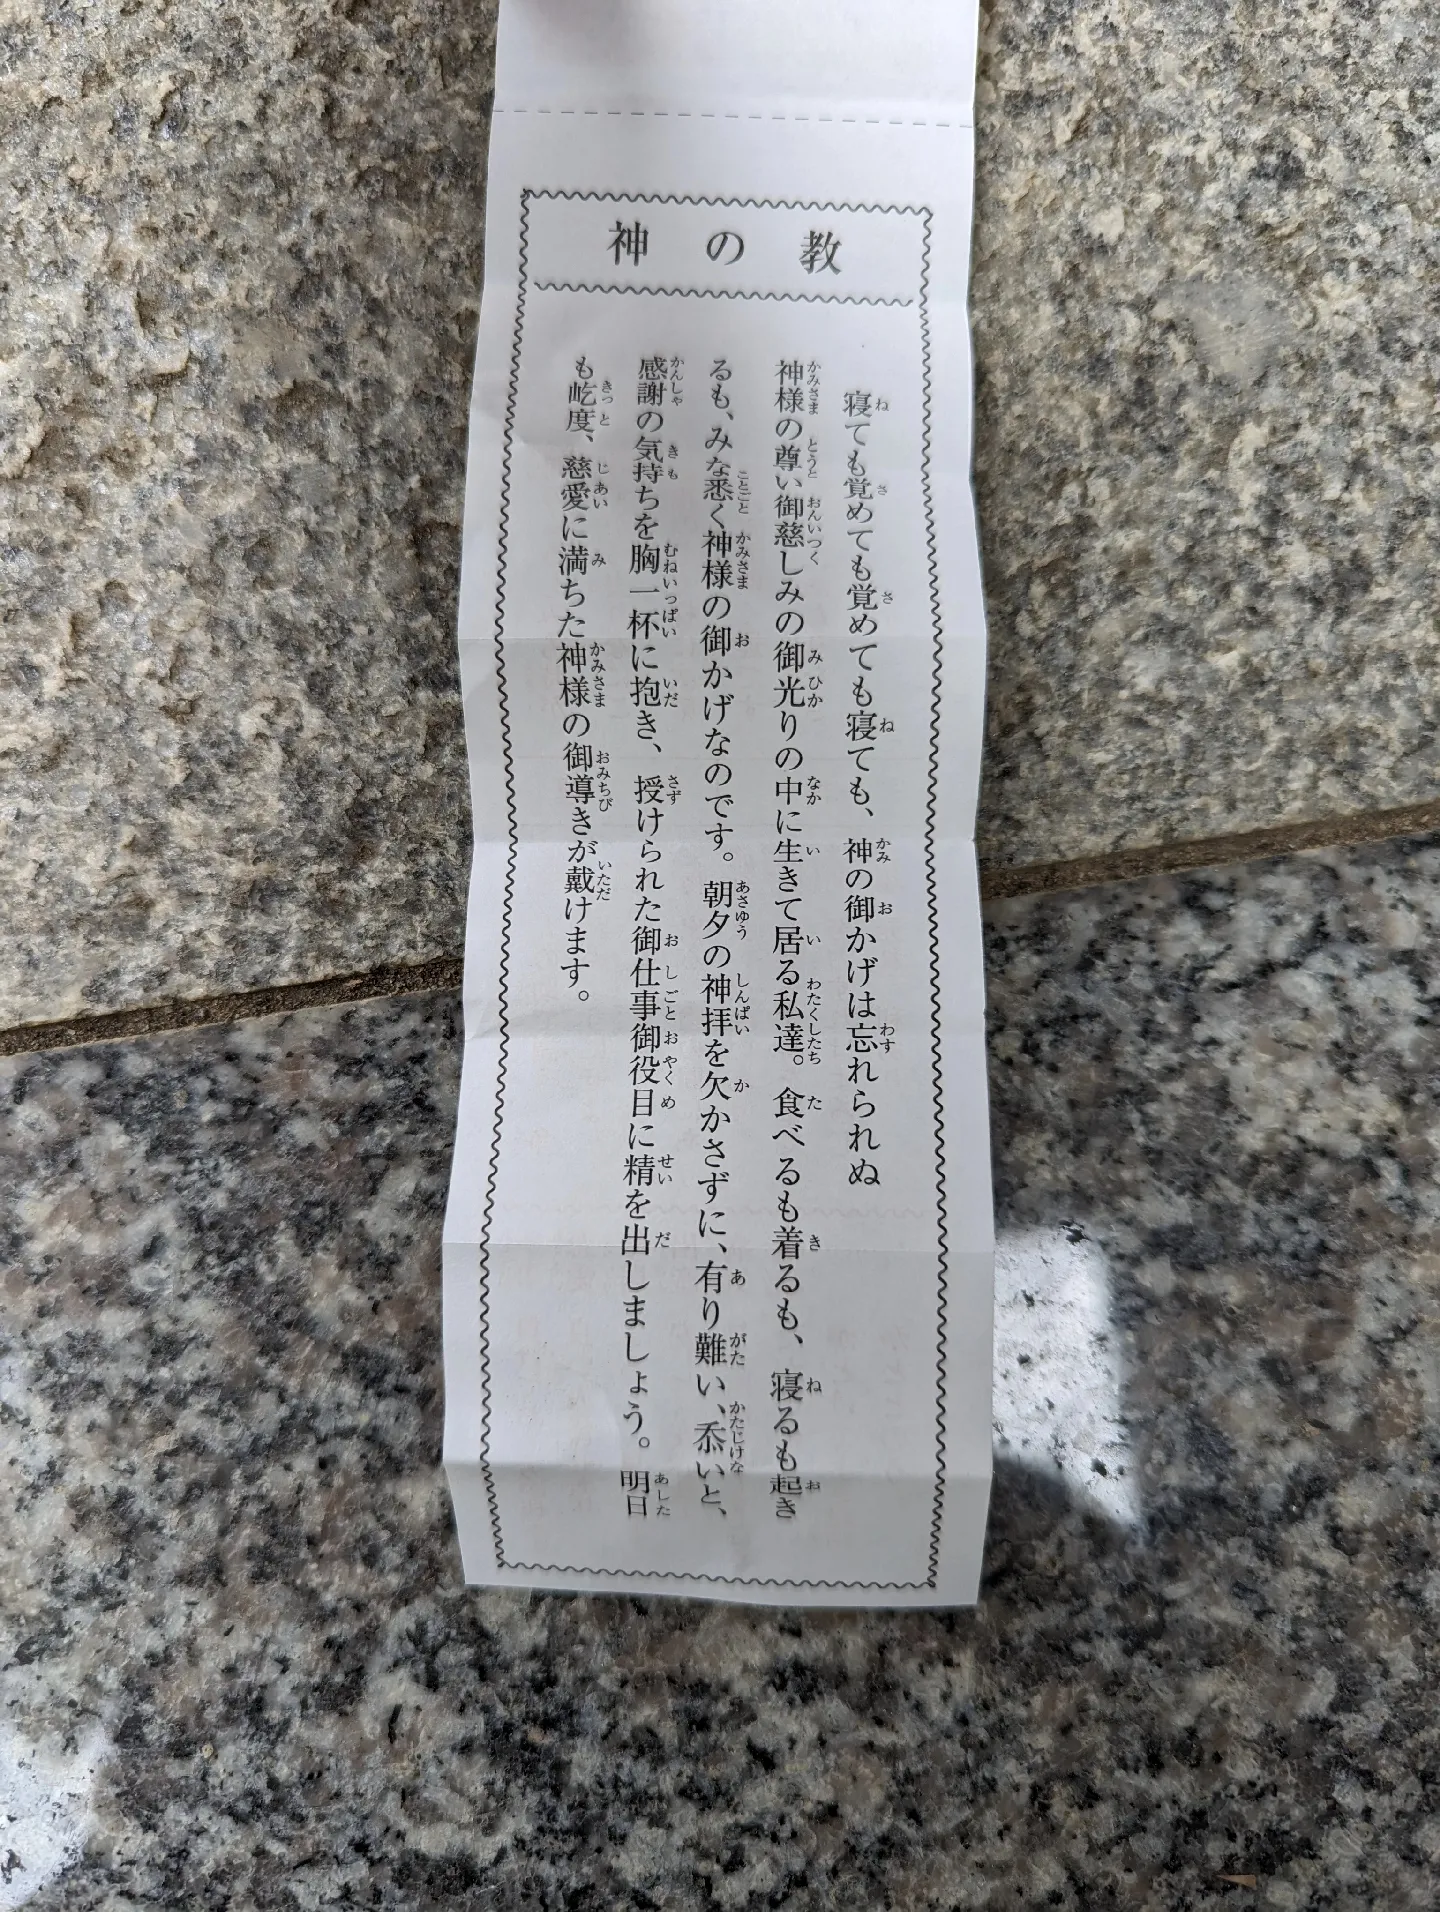 神の教
寝ても覚めても覚めても寝ても、神の御かげは忘れられぬ
神様の尊い御慈しみの御光りの中に生きて居る私達。食べるも着るも、寝るも起き
るも、みな悉く神様の御かげなのです。朝夕の神拝を欠かさずに、有り難い、忝いと、
感謝の気持ちを胸一杯に抱き、授けられた御仕事御役目に精を出しましょう。明日
も屹度、慈愛に満ちた神様の御導きが戴けます。